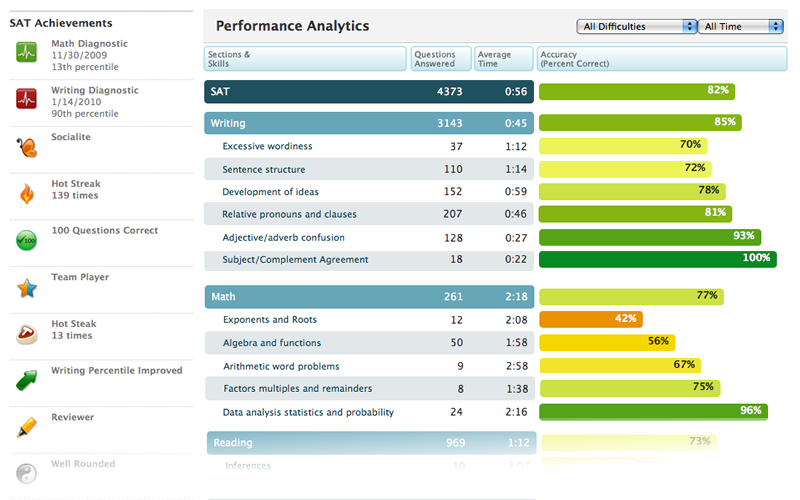 SAT Achievements
Math Diagnostic
11/30/2009
13th percentile
Writing Diagnostic
1/14/2010
90th percentile
Socialite
Hot Streak
139 times
100
100 Questions Correct
Team Player
Hot Steak
13 times
Writing Percentile Improved
Reviewer
Well Rounded
Performance Analytics
All Difficulties All Time
Sections & Skills Questions Answered Average Time Accuracy (Percent Correct)
SAT 4373 0:56 82%
Writing 3143 0:45 85%
Excessive wordiness 37 1:12 70%
Sentence structure 110 1:14 72%
Development of ideas 152 0:59 78%
Relative pronouns and clauses 207 0:46 81%
Adjective/adverb confusion 128 0:27 93%
Subject/Complement Agreement 18 0:22 100%
Math 261 2:18 77%
Exponents and Roots 12 2:08 42%
Algebra and functions 50 1:58 56%
Arithmetic word problems 9 2:58 67%
Factors multiples and remainders 8 1:38 75%
Data analysis statistics and probability 24 2:16 96%
Reading 969 1:12 73%
Inferences 10